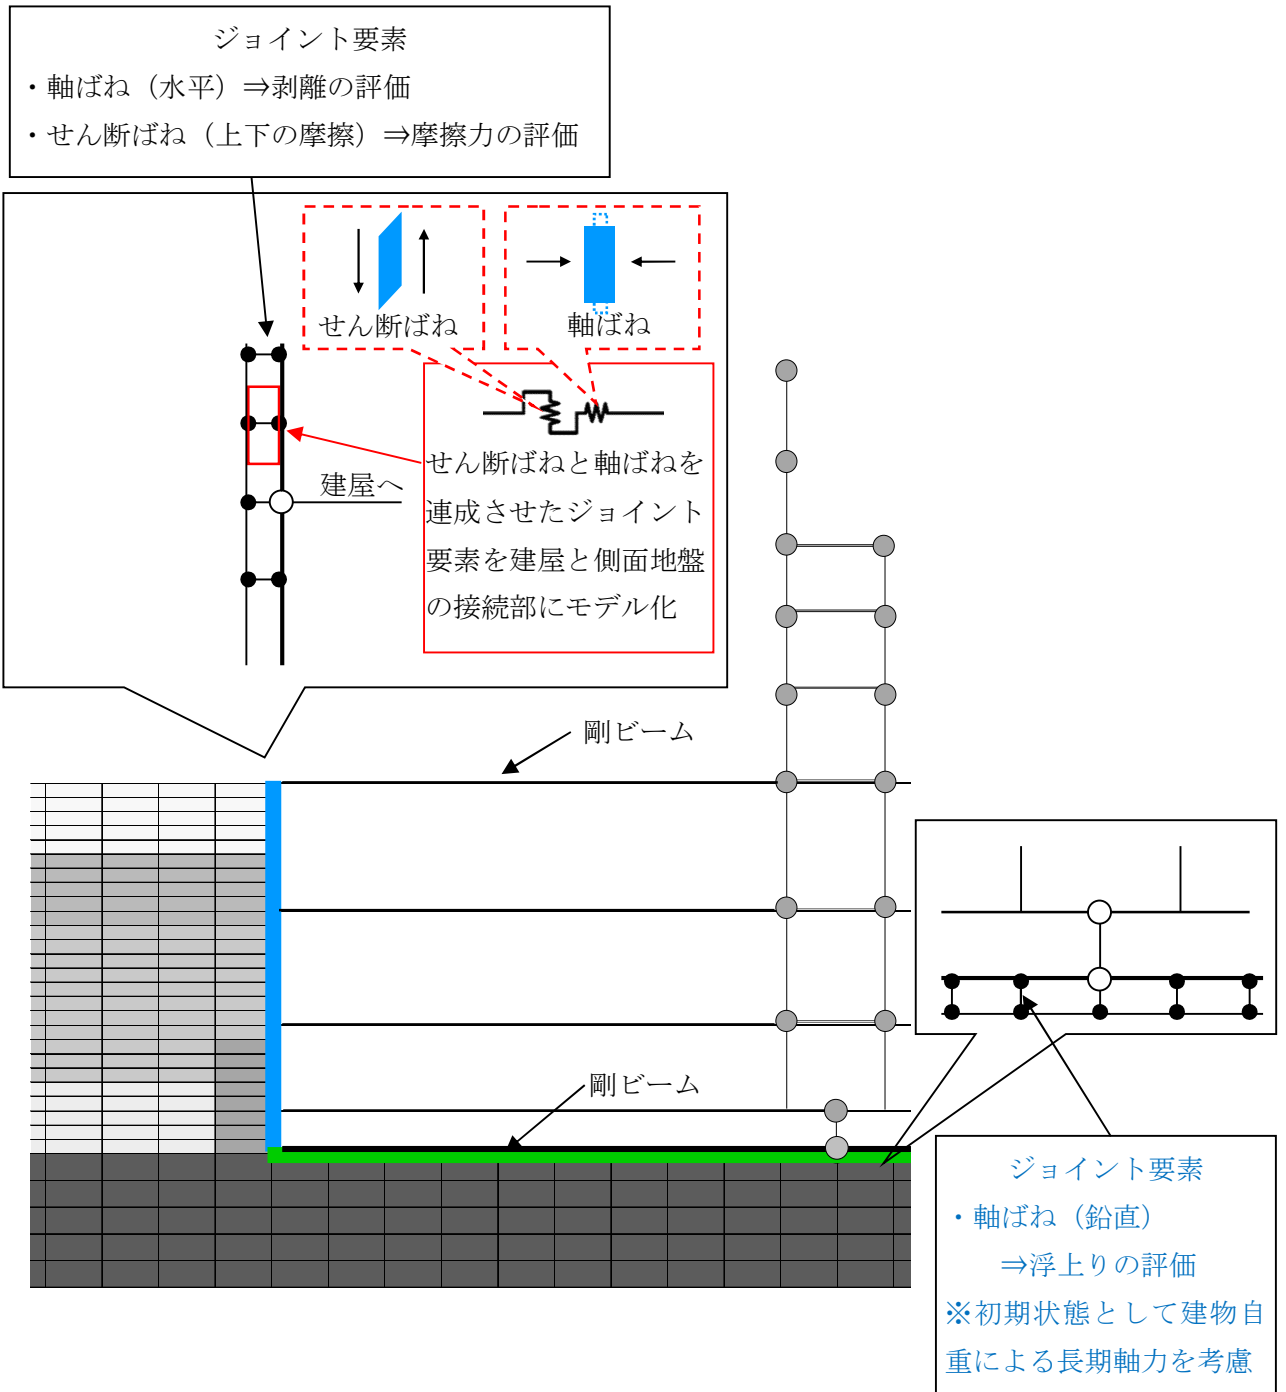 ジョイント要素
・軸ばね（水平）⇒剥離の評価
・せん断ばね（上下の摩擦）⇒摩擦力の評価
せん断ばね
軸ばね
せん断ばねと軸ばねを
連成させたジョイント
要素を建屋と側面地盤
の接続部にモデル化
建屋へ
剛ビーム
剛ビーム
ジョイント要素
・軸ばね（鉛直）
⇒浮上りの評価
※初期状態として建物自
重による長期軸力を考慮